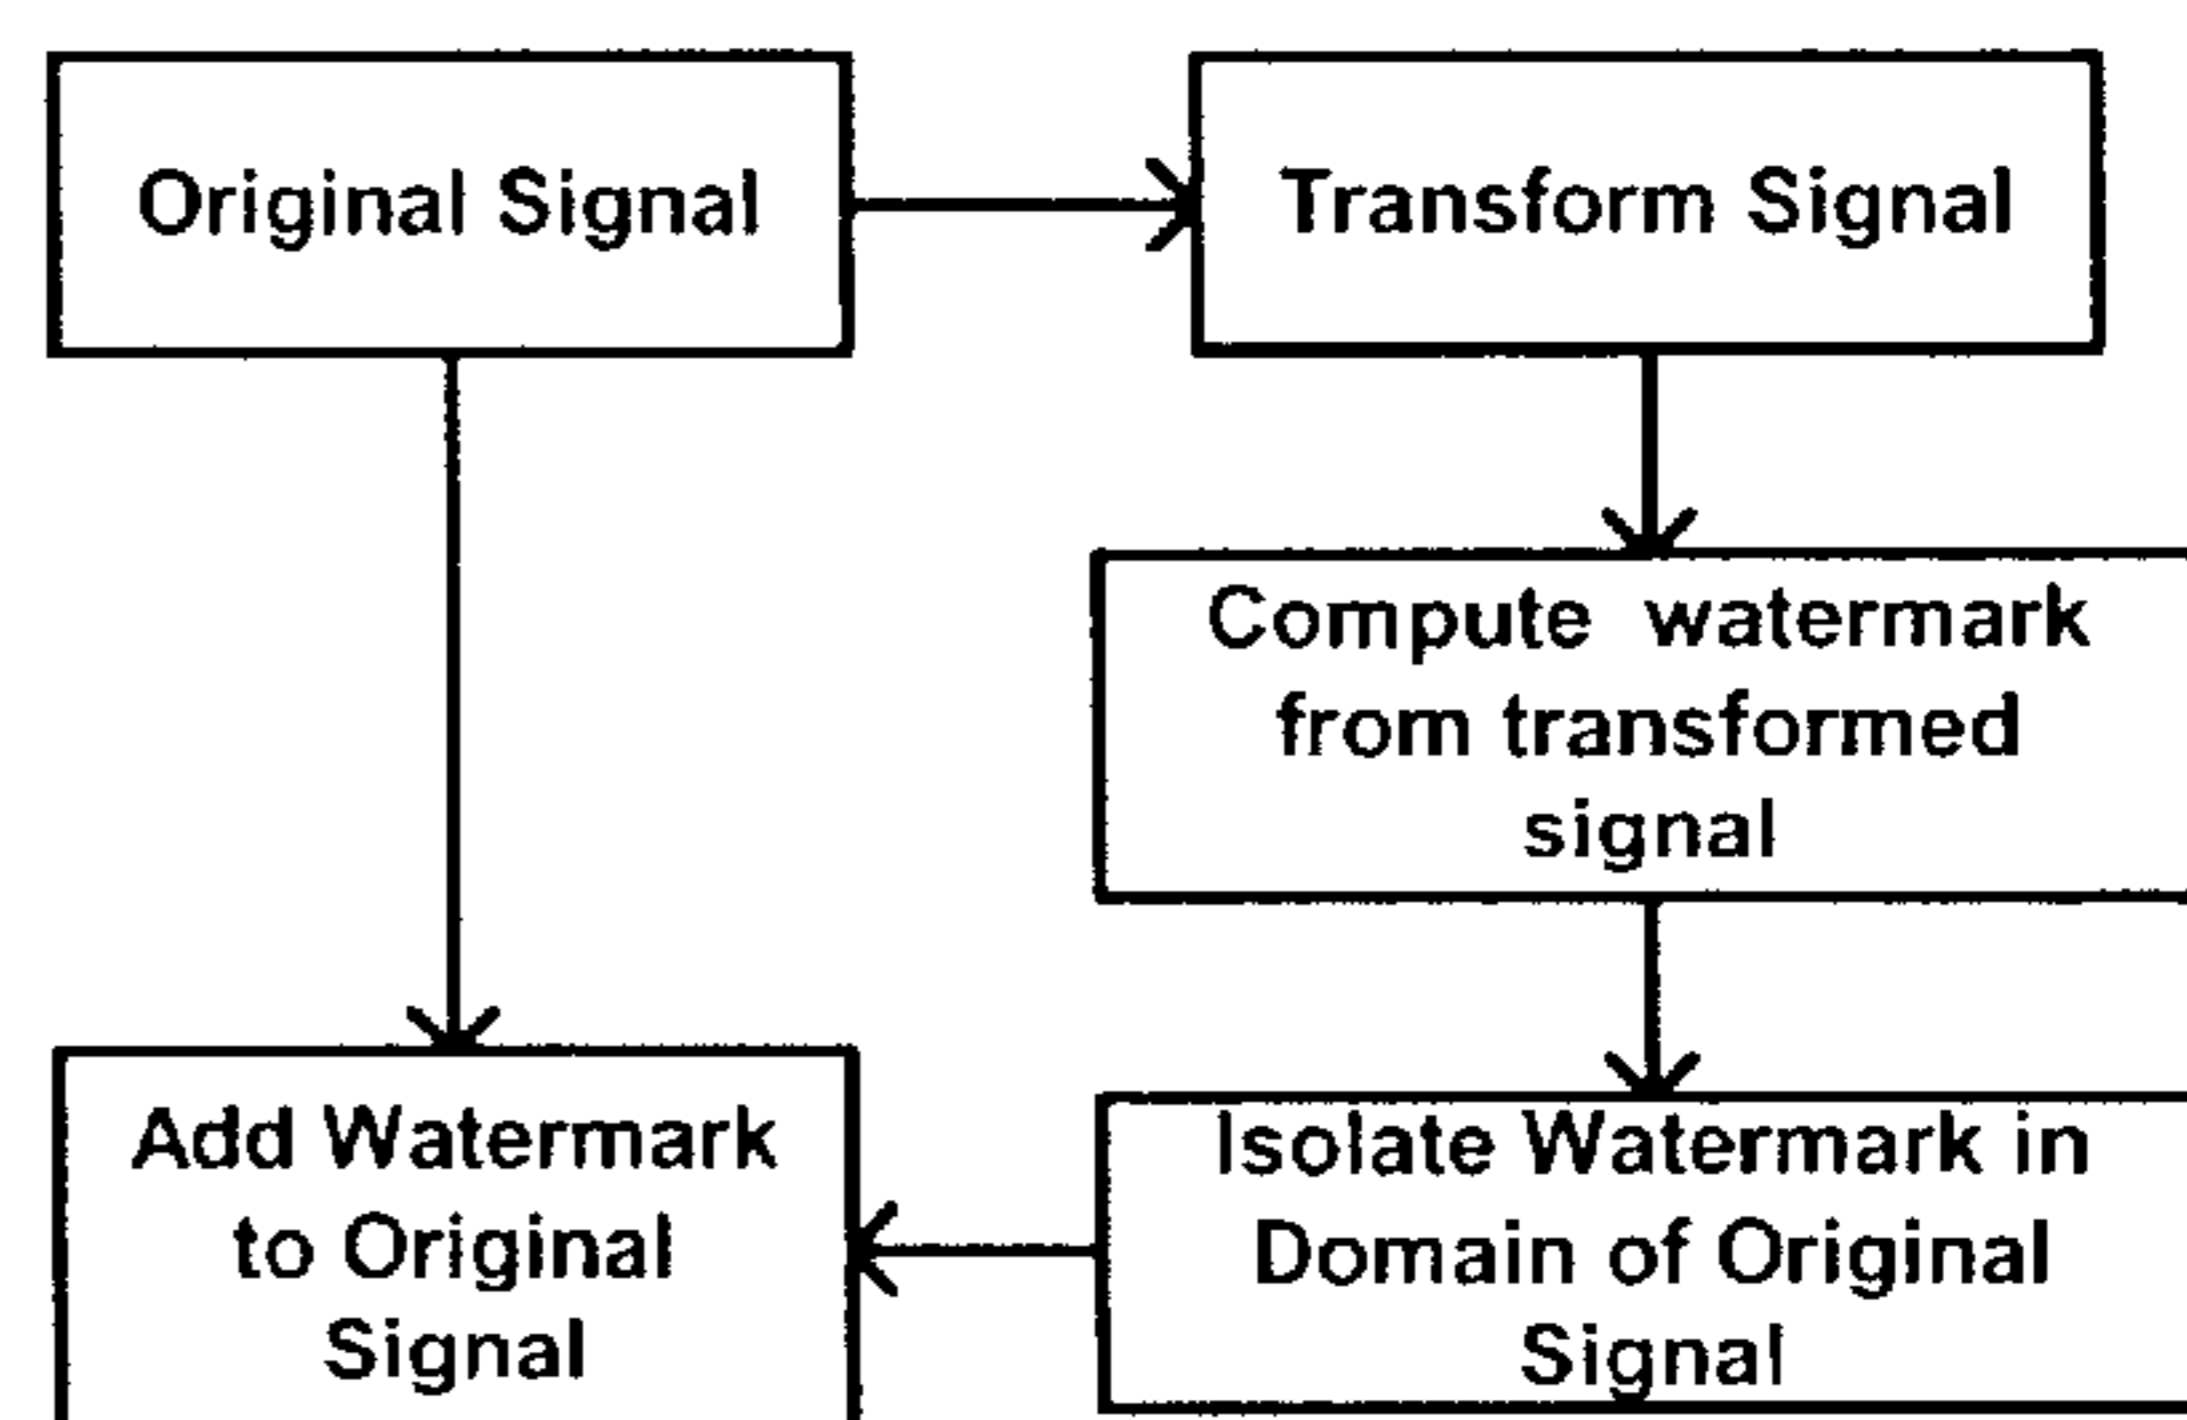 Original Signal
Transform Signal
Compute watermark
from transformed
signal
Add Watermark
to Original
Signal
Isolate Watermark in
Domain of Original
Signal